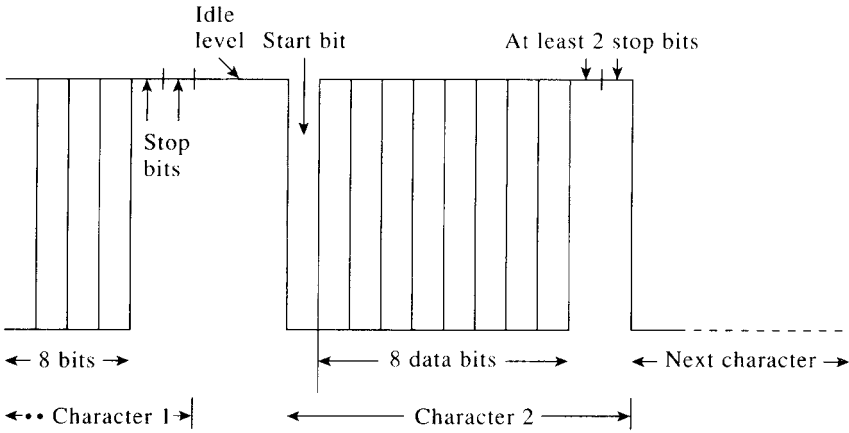 Idle
level
Start bit
At least 2 stop bits
Stop
bits
8 bits
8 data bits
Next character
•• Character 1
Character 2